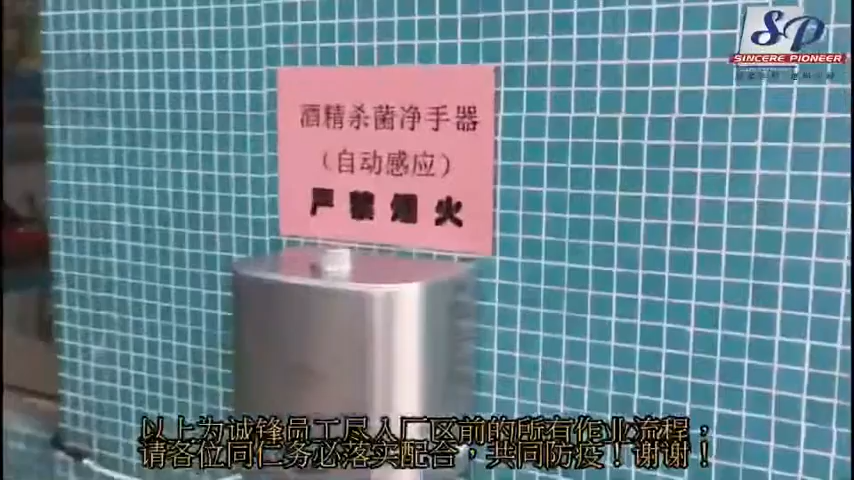 SP
SINCERE PIONEER
酒精杀菌净手器
（自动感应）
严禁烟火
以上为诚锋员工尽入厂区前的所有作业流程，
请各位同仁务必落实配合，共同防疫！谢谢！